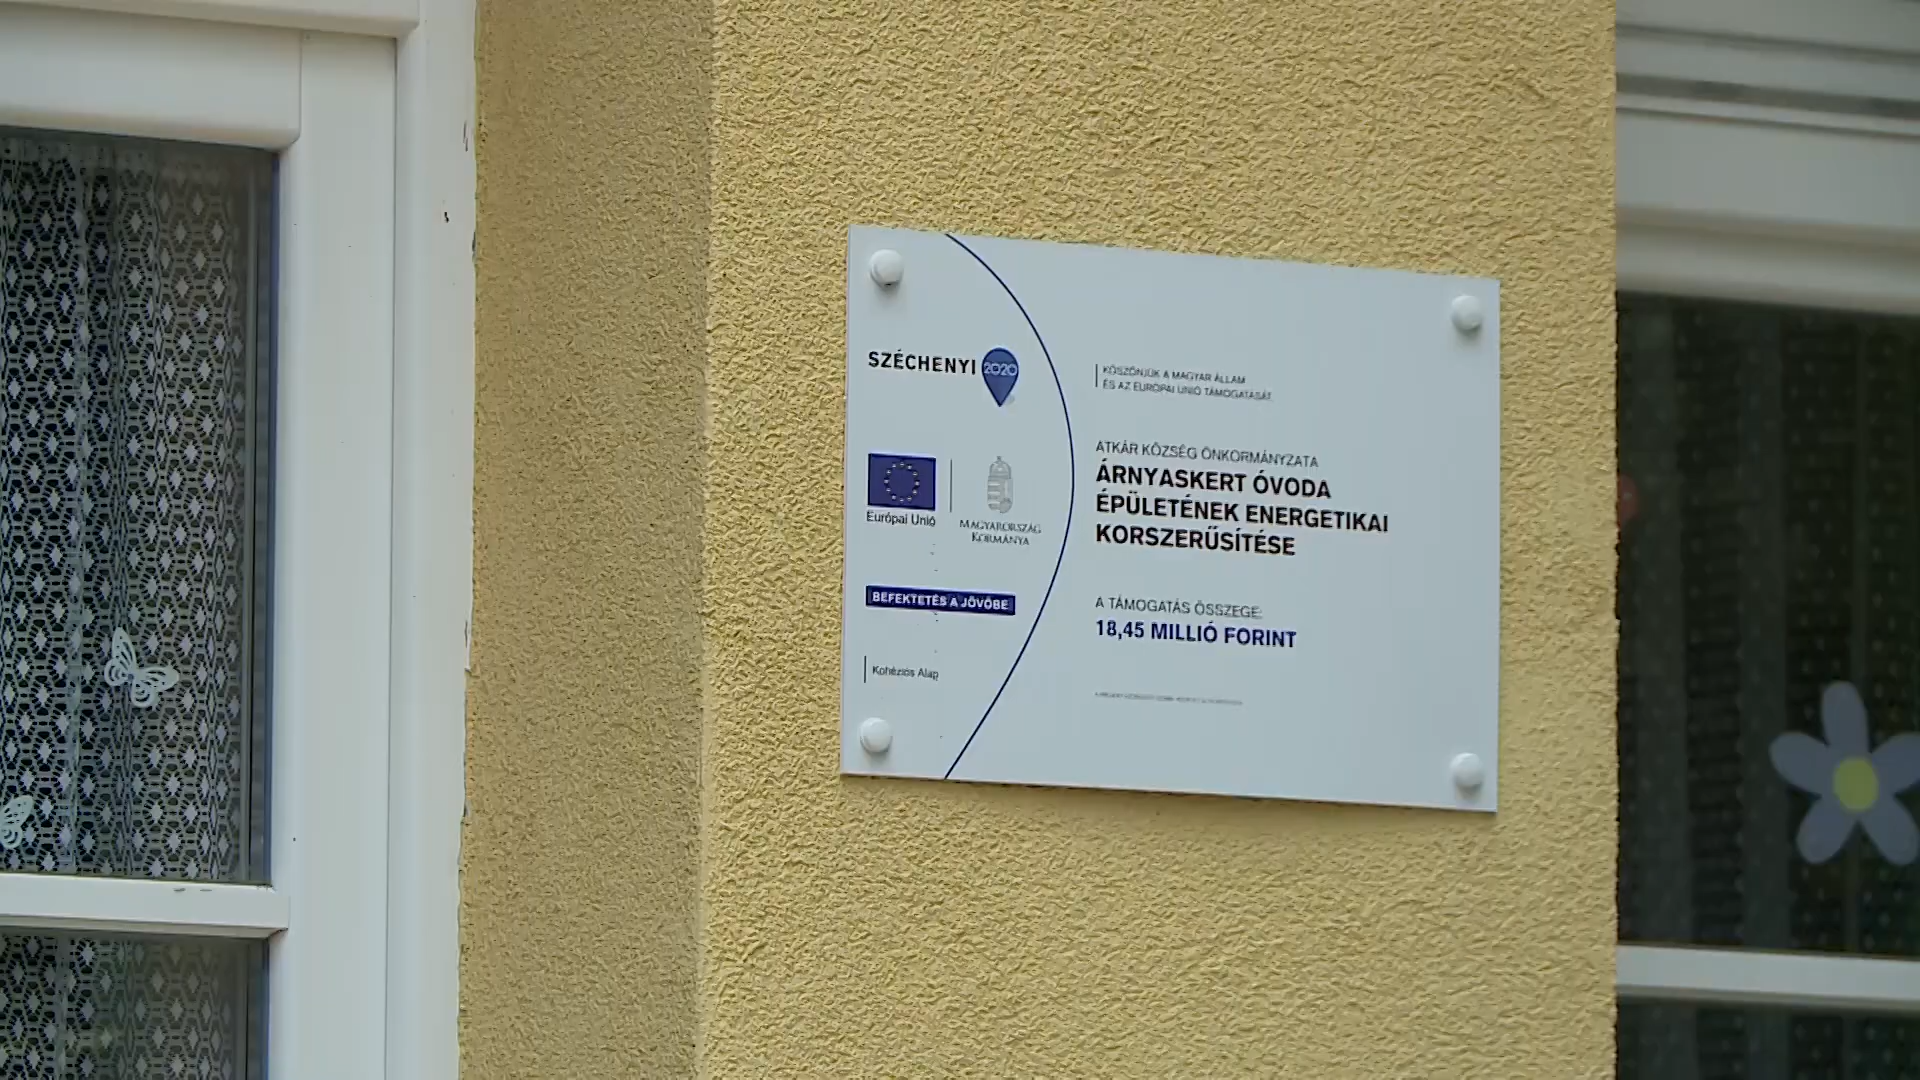 SZÉCHENYI 2020
Európai Unió
MAGYARORSZÁG
KORMÁNYA
BEFEKTETÉS A JÖVŐBE
Kohéziós Alap
KÖSZÖNJÜK A MAGYAR ÁLLAM
ÉS AZ EURÓPAI UNIÓ TÁMOGATÁSÁT
ATKÁR KÖZSÉG ÖNKORMÁNYZATA
ÁRNYASKERT ÓVODA
ÉPÜLETÉNEK ENERGETIKAI
KORSZERŰSÍTÉSE
A TÁMOGATÁS ÖSSZEGE:
18,45 MILLIÓ FORINT